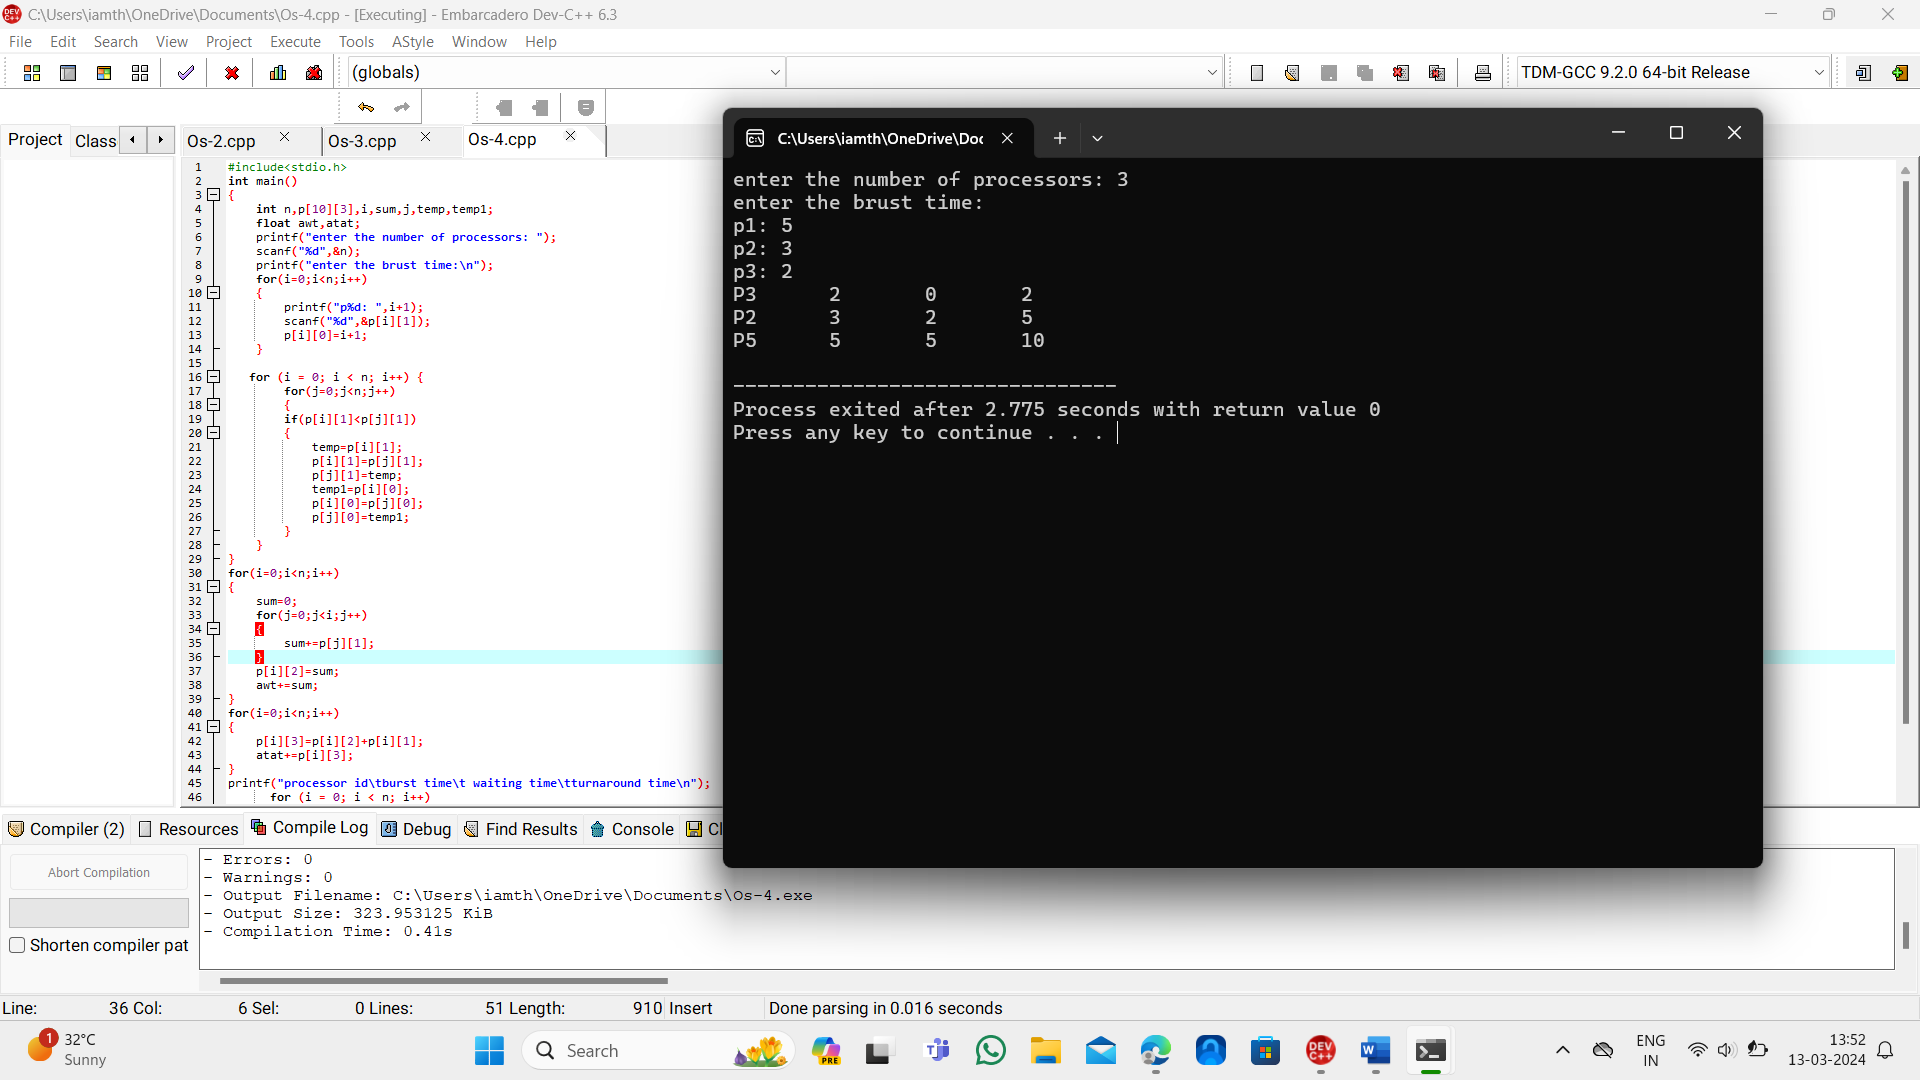 C:\Users\iamth\OneDrive\Documents\Os-4.cpp - [Executing] - Embarcadero Dev-C++ 6.3
File Edit Search View Project Execute Tools AStyle Window Help
(globals)
TDM-GCC 9.2.0 64-bit Release
Project Class
Os-2.cpp Os-3.cpp Os-4.cpp
1 #include<stdio.h>
2 int main()
3 {
4 int n,p[10][3],i,sum,j,temp,temp1;
5 float awt,atat;
6 printf("enter the number of processors: ");
7 scanf("%d",&n);
8 printf("enter the brust time:\n");
9 for(i=0;i<n;i++)
10 {
11 printf("p%d: ",i+1);
12 scanf("%d",&p[i][1]);
13 p[i][0]=i+1;
14 }
15
16 for (i = 0; i < n; i++) {
17 for(j=0;j<n;j++)
18 {
19 if(p[i][1]<p[j][1])
20 {
21 temp=p[i][1];
22 p[i][1]=p[j][1];
23 p[j][1]=temp;
24 temp1=p[i][0];
25 p[i][0]=p[j][0];
26 p[j][0]=temp1;
27 }
28 }
29 }
30 for(i=0;i<n;i++)
31 {
32 sum=0;
33 for(j=0;j<i;j++)
34 {
35 sum+=p[j][1];
36 }
37 p[i][2]=sum;
38 awt+=sum;
39 }
40 for(i=0;i<n;i++)
41 {
42 p[i][3]=p[i][2]+p[i][1];
43 atat+=p[i][3];
44 }
45 printf("processor id\tburst time\t waiting time\tturnaround time\n");
46 for (i = 0; i < n; i++)
C:\Users\iamth\OneDrive\Doc
enter the number of processors: 3
enter the brust time:
p1: 5
p2: 3
p3: 2
P3 2 0 2
P2 3 2 5
P5 5 5 10
--------------------------------
Process exited after 2.775 seconds with return value 0
Press any key to continue . . .
Compiler (2) Resources Compile Log Debug Find Results Console Cl
Abort Compilation
Shorten compiler pat
- Errors: 0
- Warnings: 0
- Output Filename: C:\Users\iamth\OneDrive\Documents\Os-4.exe
- Output Size: 323.953125 KiB
- Compilation Time: 0.41s
Line: 36 Col: 6 Sel: 0 Lines: 51 Length: 910 Insert Done parsing in 0.016 seconds
1
32°C
Sunny
Search
PRE
DEV C++
ENG
IN
13:52
13-03-2024